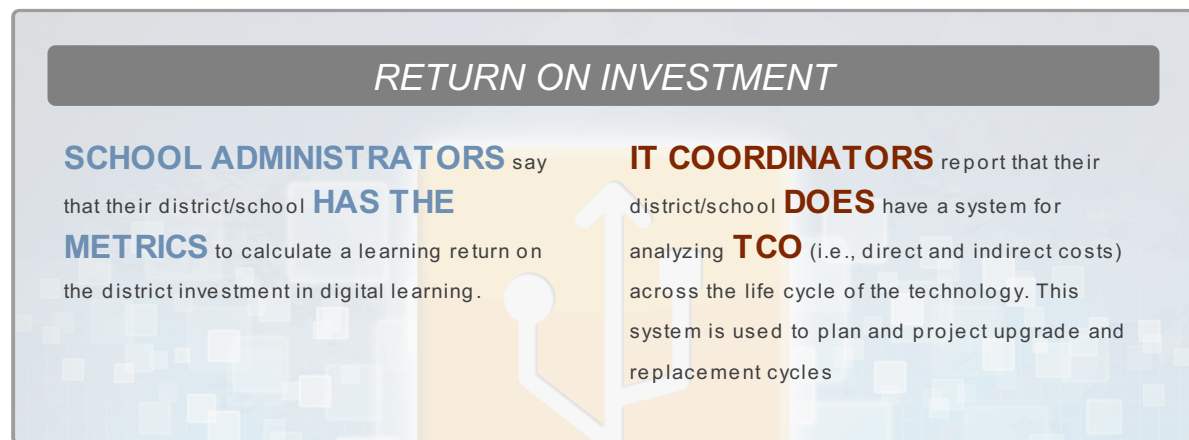 RETURN ON INVESTMENT
SCHOOL ADMINISTRATORS say
that their district/school HAS THE
METRICS to calculate a learning return on
the district investment in digital learning.
IT COORDINATORS report that their
district/school DOES have a system for
analyzing TCO (i.e., direct and indirect costs)
across the life cycle of the technology. This
system is used to plan and project upgrade and
replacement cycles